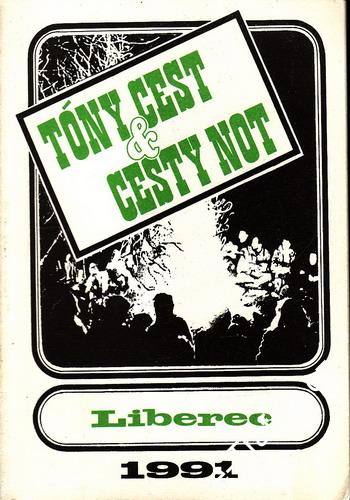 TÓNY CEST
&
CESTY NOT
Liberec
1991